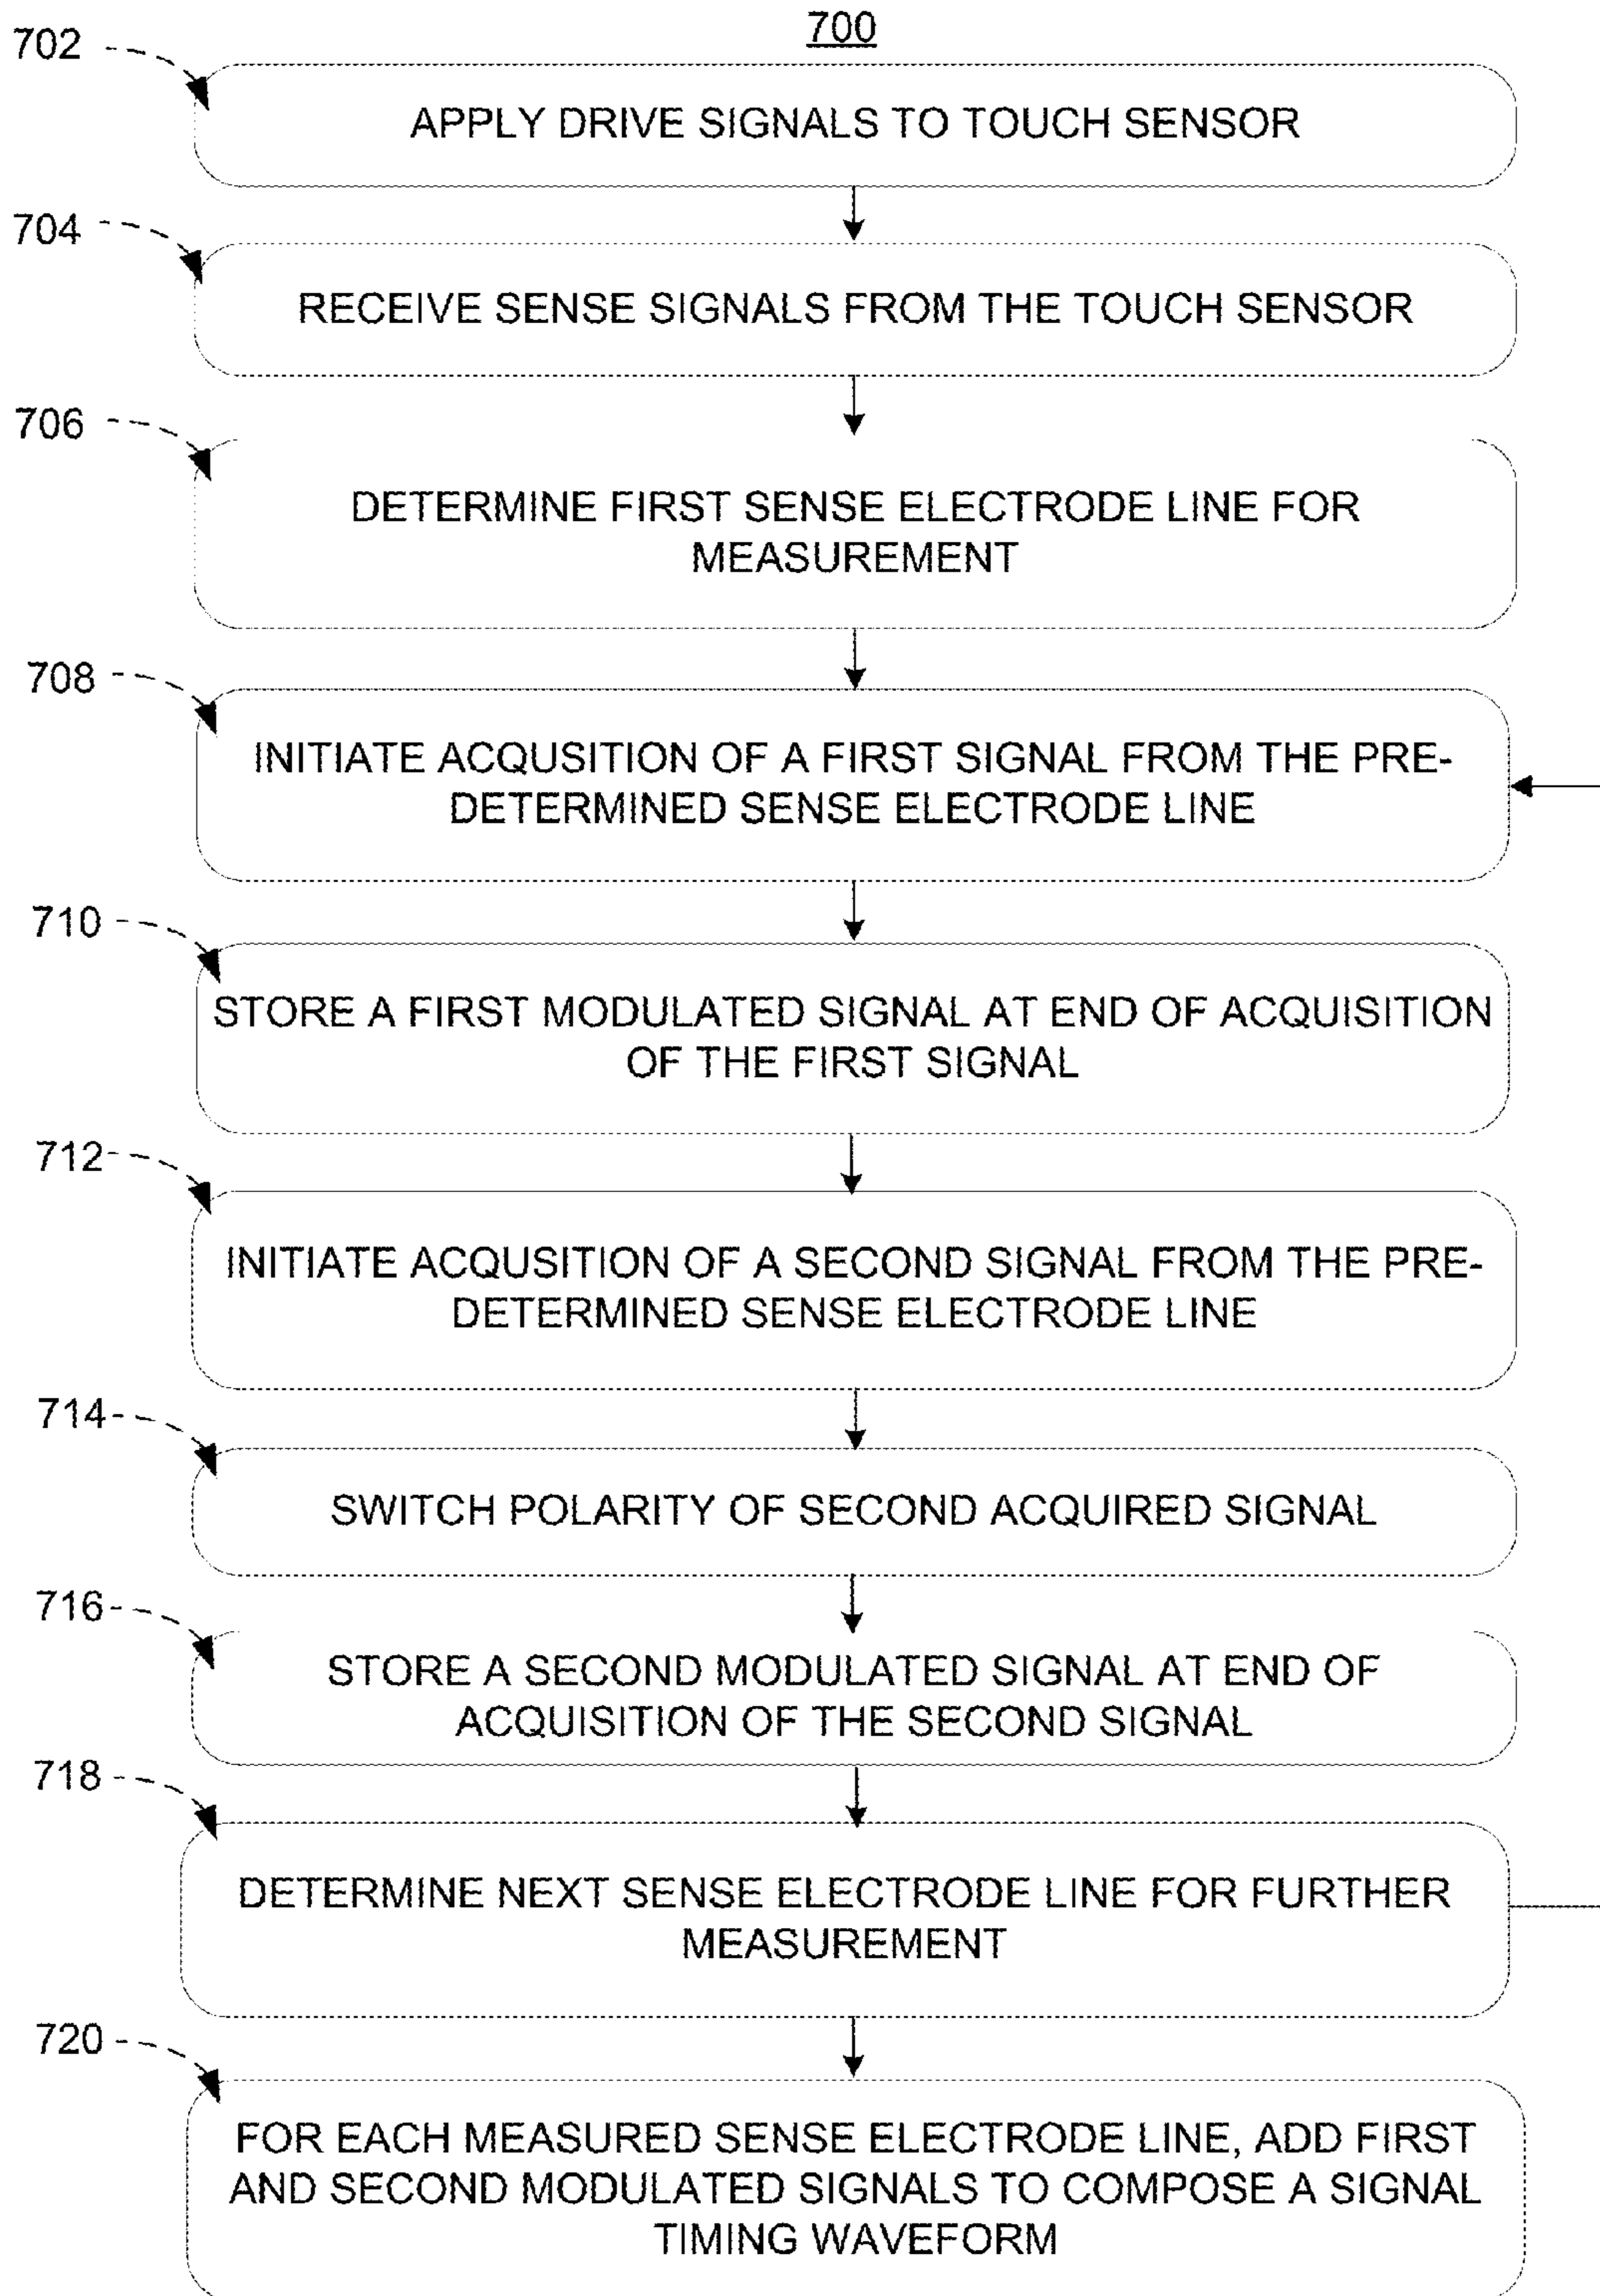 700
702
APPLY DRIVE SIGNALS TO TOUCH SENSOR
704
RECEIVE SENSE SIGNALS FROM THE TOUCH SENSOR
706
DETERMINE FIRST SENSE ELECTRODE LINE FOR
MEASUREMENT
708
INITIATE ACQUSITION OF A FIRST SIGNAL FROM THE PRE-
DETERMINED SENSE ELECTRODE LINE
710
STORE A FIRST MODULATED SIGNAL AT END OF ACQUISITION
OF THE FIRST SIGNAL
712
INITIATE ACQUSITION OF A SECOND SIGNAL FROM THE PRE-
DETERMINED SENSE ELECTRODE LINE
714
SWITCH POLARITY OF SECOND ACQUIRED SIGNAL
716
STORE A SECOND MODULATED SIGNAL AT END OF
ACQUISITION OF THE SECOND SIGNAL
718
DETERMINE NEXT SENSE ELECTRODE LINE FOR FURTHER
MEASUREMENT
720
FOR EACH MEASURED SENSE ELECTRODE LINE, ADD FIRST
AND SECOND MODULATED SIGNALS TO COMPOSE A SIGNAL
TIMING WAVEFORM